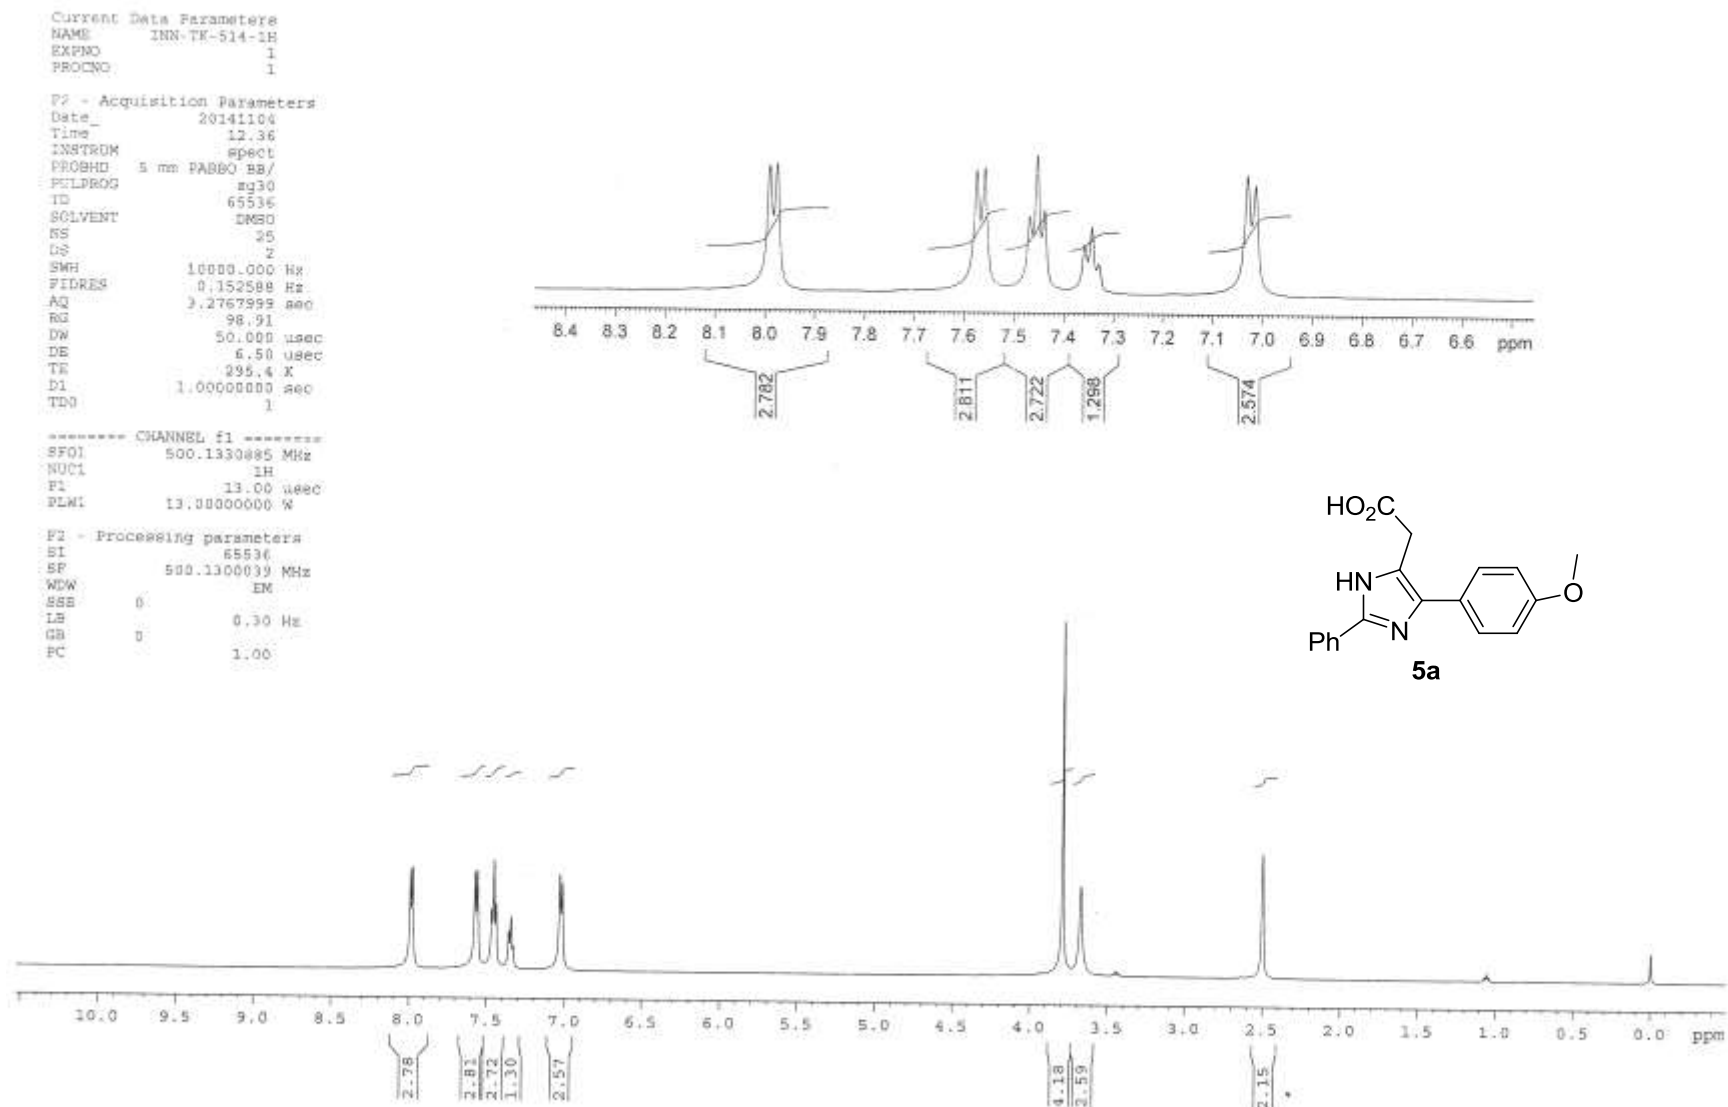 Current Data Parameters
NAME INN-TK-514-1H
EXPNO 1
PROCNO 1
F2 - Acquisition Parameters
Date_ 20141104
Time 12.36
INSTRUM spect
PROBHD 5 mm PABBO BB/
PULPROG zg30
TD 65536
SOLVENT DMSO
NS 25
DS 2
SWH 10000.000 Hz
FIDRES 0.152588 Hz
AQ 3.2767999 sec
RG 98.91
DW 50.000 usec
DE 6.50 usec
TE 295.4 K
D1 1.00000000 sec
TD0 1
======== CHANNEL f1 ========
SFO1 500.1330885 MHz
NUC1 1H
P1 13.00 usec
PLW1 13.00000000 W
F2 - Processing parameters
SI 65536
SF 500.1300039 MHz
WDW EM
SSB 0
LB 0.30 Hz
GB 0
PC 1.00
8.4 8.3 8.2 8.1 8.0 7.9 7.8 7.7 7.6 7.5 7.4 7.3 7.2 7.1 7.0 6.9 6.8 6.7 6.6 ppm
2.782 2.811 2.722 1.298 2.574
HO2C
HN
N
O
Ph
5a
10.0 9.5 9.0 8.5 8.0 7.5 7.0 6.5 6.0 5.5 5.0 4.5 4.0 3.5 3.0 2.5 2.0 1.5 1.0 0.5 0.0 ppm
2.78 2.81 2.72 1.30 2.57 4.18 2.59 2.15